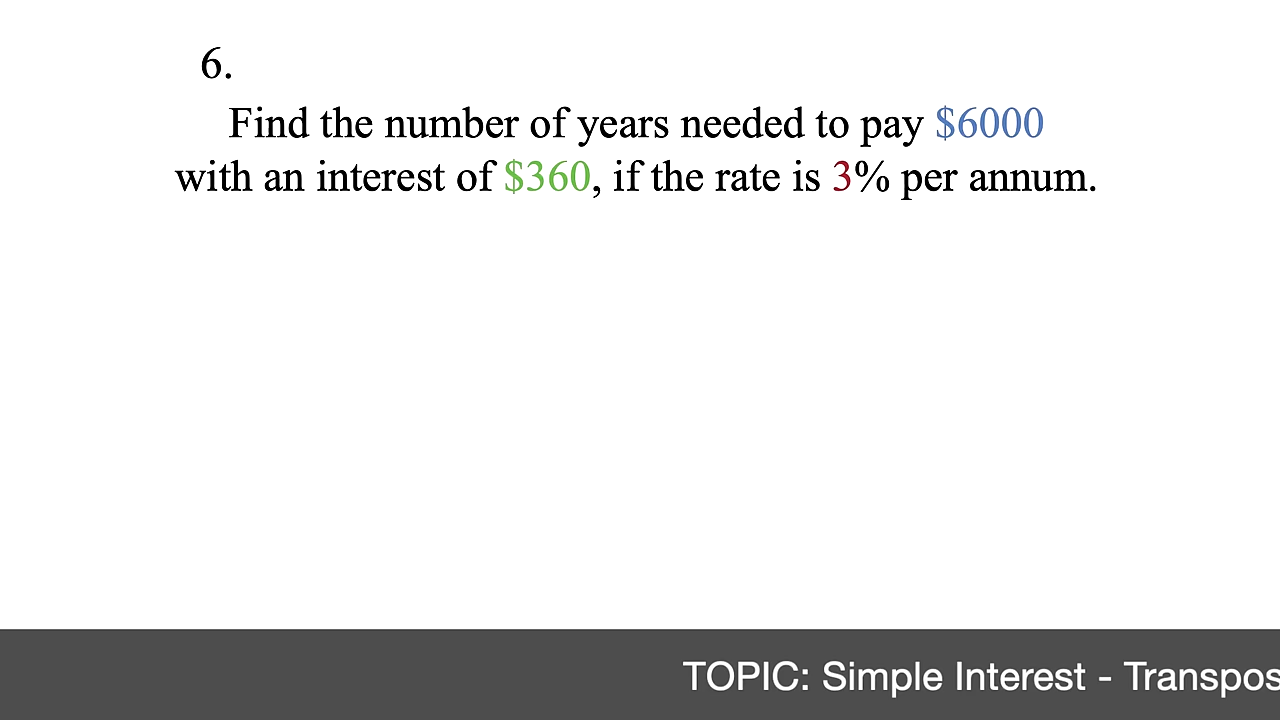 6.
Find the number of years needed to pay $6000
with an interest of $360, if the rate is 3% per annum.
TOPIC: Simple Interest - Transpos